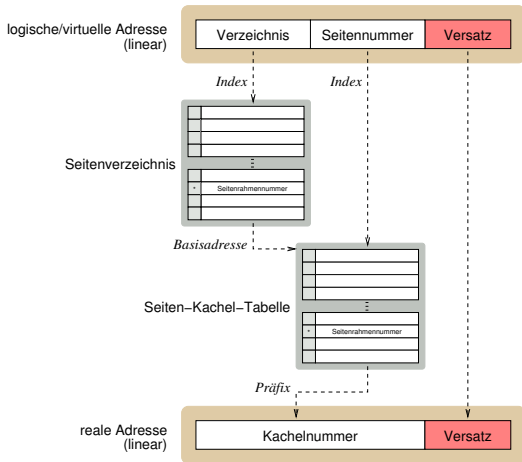 logische/virtuelle Adresse
(linear)
Verzeichnis Seitennummer Versatz
Index Index
Seitenverzeichnis
* Seitenrahmennummer
Basisadresse
Seiten−Kachel−Tabelle
* Seitenrahmennummer
Präfix
reale Adresse
(linear)
Kachelnummer Versatz